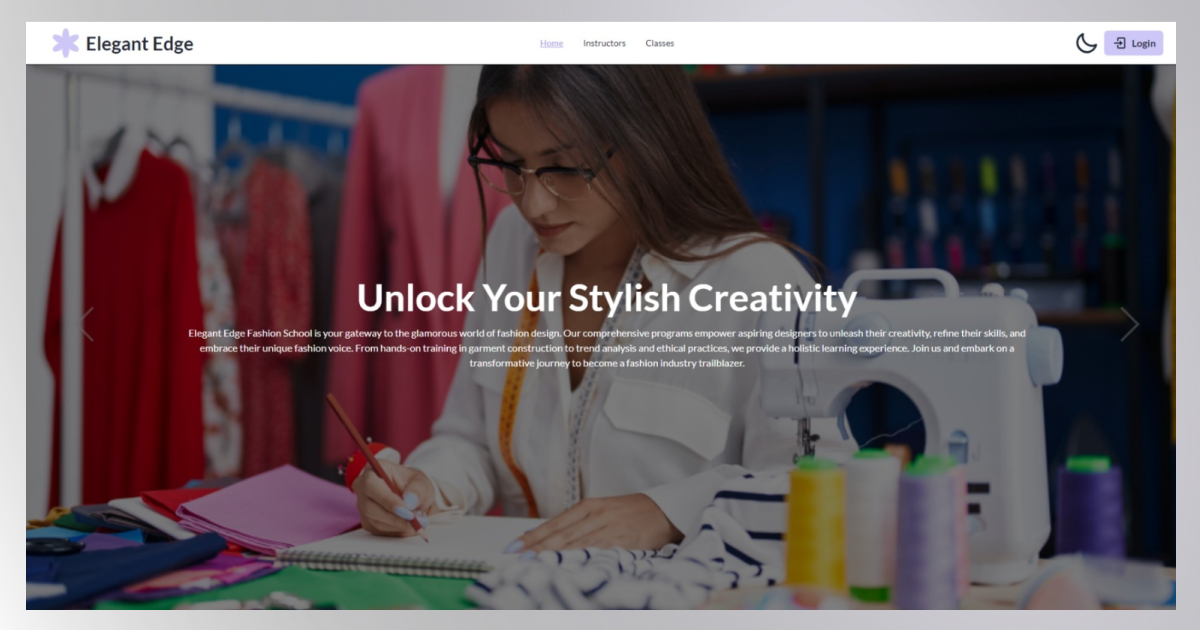 Elegant Edge
Home Instructors Classes
Login
Unlock Your Stylish Creativity
Elegant Edge Fashion School is your gateway to the glamorous world of fashion design. Our comprehensive programs empower aspiring designers to unleash their creativity, refine their skills, and
embrace their unique fashion voice. From hands-on training in garment construction to trend analysis and ethical practices, we provide a holistic learning experience. Join us and embark on a
transformative journey to become a fashion industry trailblazer.